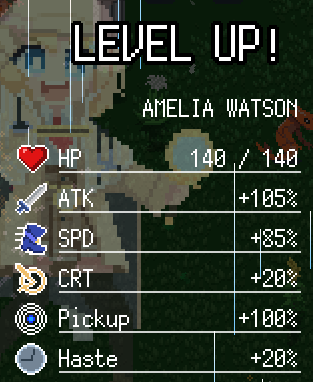 LEVEL UP!
AMELIA WATSON
HP 140 / 140
ATK +105%
SPD +85%
CRT +20%
Pickup +100%
Haste +20%